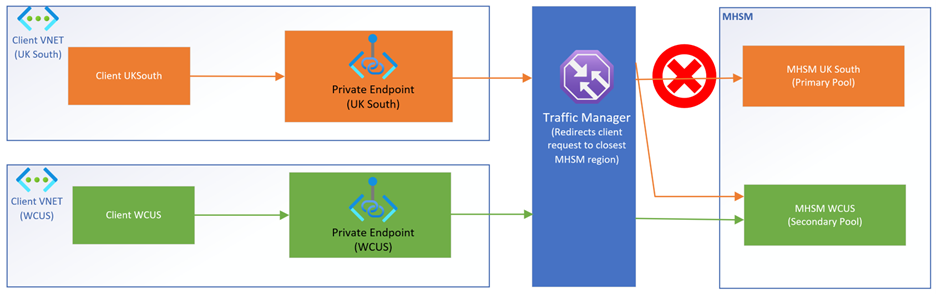 Client VNET
(UK South)
Client UKSouth
Private Endpoint
(UK South)
Client VNET
(WCUS)
Client WCUS
Private Endpoint
(WCUS)
Traffic Manager
(Redirects client
request to closest
MHSM region)
MHSM
MHSM UK South
(Primary Pool)
MHSM WCUS
(Secondary Pool)